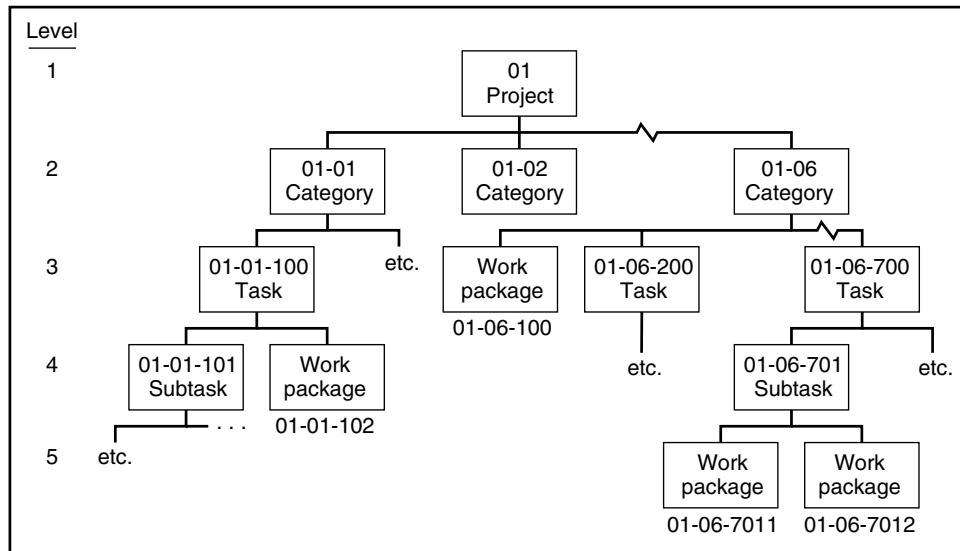 Level
1
01
Project
2
01-01
Category
01-02
Category
01-06
Category
3
01-01-100
Task
etc.
Work
package
01-06-100
01-06-200
Task
01-06-700
Task
4
01-01-101
Subtask
Work
package
01-01-102
etc.
01-06-701
Subtask
etc.
5
etc.
. . .
Work
package
01-06-7011
Work
package
01-06-7012